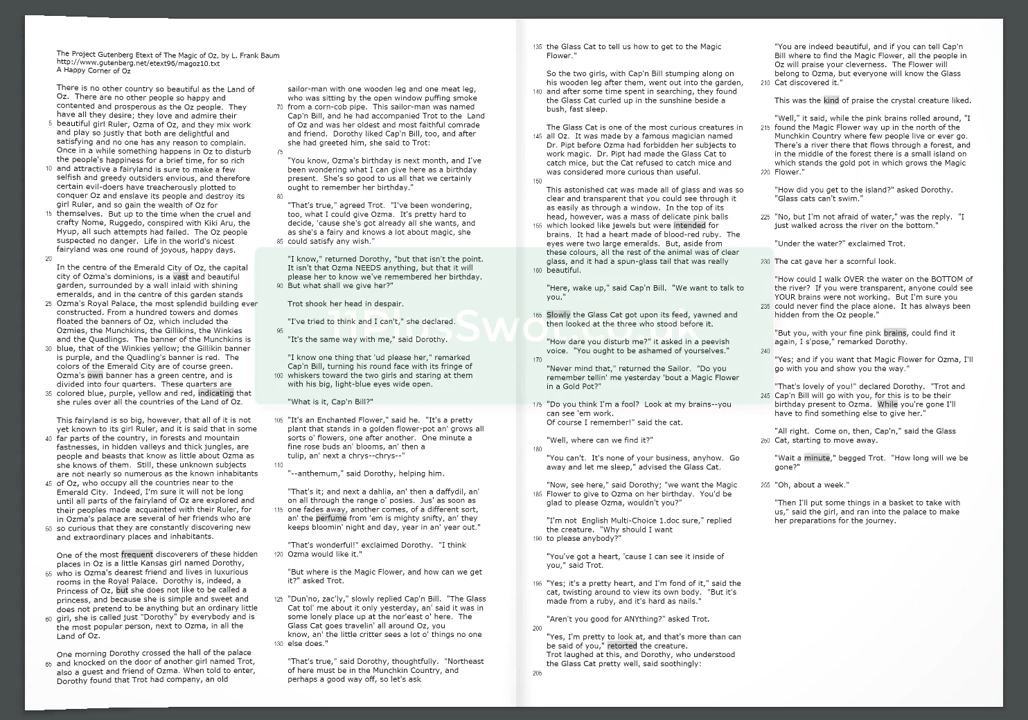 The Project Gutenberg Etext of The Magic of Oz, by L. Frank Baum
http://www.gutenberg.net/etext96/magoz10.txt
A Happy Corner of Oz
There is no other country so beautiful as the Land of
Oz. There are no other people so happy and
contented and prosperous as the Oz people. They
have all they desire; they love and admire their
5 beautiful girl Ruler, Ozma of Oz, and they mix work
and play so justly that both are delightful and
satisfying and no one has any reason to complain.
Once in a while something happens in Oz to disturb
the people's happiness for a brief time, for so rich
10 and attractive a fairyland is sure to make a few
selfish and greedy outsiders envious, and therefore
certain evil-doers have treacherously plotted to
conquer Oz and enslave its people and destroy its
girl Ruler, and so gain the wealth of Oz for
15 themselves. But up to the time when the cruel and
crafty Nome, Ruggedo, conspired with Kiki Aru, the
Hyup, all such attempts had failed. The Oz people
suspected no danger. Life in the world's nicest
fairyland was one round of joyous, happy days.
20
In the centre of the Emerald City of Oz, the capital
city of Ozma's dominions, is a vast and beautiful
garden, surrounded by a wall inlaid with shining
emeralds, and in the centre of this garden stands
25 Ozma's Royal Palace, the most splendid building ever
constructed. From a hundred towers and domes
floated the banners of Oz, which included the
Ozmies, the Munchkins, the Gillikins, the Winkies
and the Quadlings. The banner of the Munchkins is
30 blue, that of the Winkies yellow; the Gillikin banner
is purple, and the Quadling's banner is red. The
colors of the Emerald City are of course green.
Ozma's own banner has a green centre, and is
divided into four quarters. These quarters are
35 colored blue, purple, yellow and red, indicating that
she rules over all the countries of the Land of Oz.
This fairyland is so big, however, that all of it is not
yet known to its girl Ruler, and it is said that in some
40 far parts of the country, in forests and mountain
fastnesses, in hidden valleys and thick jungles, are
people and beasts that know as little about Ozma as
she knows of them. Still, these unknown subjects
are not nearly so numerous as the known inhabitants
45 of Oz, who occupy all the countries near to the
Emerald City. Indeed, I'm sure it will not be long
until all parts of the fairyland of Oz are explored and
their peoples made acquainted with their Ruler, for
in Ozma's palace are several of her friends who are
50 so curious that they are constantly discovering new
and extraordinary places and inhabitants.
One of the most frequent discoverers of these hidden
places in Oz is a little Kansas girl named Dorothy,
65 who is Ozma's dearest friend and lives in luxurious
rooms in the Royal Palace. Dorothy is, indeed, a
Princess of Oz, but she does not like to be called a
princess, and because she is simple and sweet and
does not pretend to be anything but an ordinary little
60 girl, she is called just "Dorothy" by everybody and is
the most popular person, next to Ozma, in all the
Land of Oz.
One morning Dorothy crossed the hall of the palace
65 and knocked on the door of another girl named Trot,
also a guest and friend of Ozma. When told to enter,
Dorothy found that Trot had company, an old
sailor-man with one wooden leg and one meat leg,
who was sitting by the open window puffing smoke
70 from a corn-cob pipe. This sailor-man was named
Cap'n Bill, and he had accompanied Trot to the Land
of Oz and was her oldest and most faithful comrade
and friend. Dorothy liked Cap'n Bill, too, and after
she had greeted him, she said to Trot:
75
"You know, Ozma's birthday is next month, and I've
been wondering what I can give her as a birthday
present. She's so good to us all that we certainly
ought to remember her birthday."
80
"That's true," agreed Trot. "I've been wondering,
too, what I could give Ozma. It's pretty hard to
decide, 'cause she's got already all she wants, and
as she's a fairy and knows a lot about magic, she
85 could satisfy any wish."
"I know," returned Dorothy, "but that isn't the point.
It isn't that Ozma NEEDS anything, but that it will
please her to know we've remembered her birthday.
90 But what shall we give her?"
Trot shook her head in despair.
"I've tried to think and I can't," she declared.
95
"It's the same way with me," said Dorothy.
"I know one thing that 'ud please her," remarked
Cap'n Bill, turning his round face with its fringe of
100 whiskers toward the two girls and staring at them
with his big, light-blue eyes wide open.
"What is it, Cap'n Bill?"
105 "It's an Enchanted Flower," said he. "It's a pretty
plant that stands in a golden flower-pot an' grows all
sorts o' flowers, one after another. One minute a
fine rose buds an' blooms, an' then a
tulip, an' next a chrys--chrys--"
110
"--anthemum," said Dorothy, helping him.
"That's it; and next a dahlia, an' then a daffydil, an'
on all through the range o' posies. Jus' as soon as
115 one fades away, another comes, of a different sort,
an' the perfume from 'em is mighty snifty, an' they
keeps bloomin' night and day, year in an' year out."
"That's wonderful!" exclaimed Dorothy. "I think
120 Ozma would like it."
"But where is the Magic Flower, and how can we get
it?" asked Trot.
125 "Dun'no, zac'ly," slowly replied Cap'n Bill. "The Glass
Cat tol' me about it only yesterday, an' said it was in
some lonely place up at the nor'east o' here. The
Glass Cat goes travelin' all around Oz, you
know, an' the little critter sees a lot o' things no one
130 else does."
"That's true," said Dorothy, thoughtfully. "Northeast
of here must be in the Munchkin Country, and
perhaps a good way off, so let's ask
135 the Glass Cat to tell us how to get to the Magic
Flower."
So the two girls, with Cap'n Bill stumping along on
his wooden leg after them, went out into the garden,
140 and after some time spent in searching, they found
the Glass Cat curled up in the sunshine beside a
bush, fast sleep.
The Glass Cat is one of the most curious creatures in
145 all Oz. It was made by a famous magician named
Dr. Pipt before Ozma had forbidden her subjects to
work magic. Dr. Pipt had made the Glass Cat to
catch mice, but the Cat refused to catch mice and
was considered more curious than useful.
150
This astonished cat was made all of glass and was so
clear and transparent that you could see through it
as easily as through a window. In the top of its
head, however, was a mass of delicate pink balls
155 which looked like jewels but were intended for
brains. It had a heart made of blood-red ruby. The
eyes were two large emeralds. But, aside from
these colours, all the rest of the animal was of clear
glass, and it had a spun-glass tail that was really
160 beautiful.
"Here, wake up," said Cap'n Bill. "We want to talk to
you."
165 Slowly the Glass Cat got upon its feet, yawned and
then looked at the three who stood before it.
"How dare you disturb me?" it asked in a peevish
voice. "You ought to be ashamed of yourselves."
170
"Never mind that," returned the Sailor. "Do you
remember tellin' me yesterday 'bout a Magic Flower
in a Gold Pot?"
175 "Do you think I'm a fool? Look at my brains--you
can see 'em work.
Of course I remember!" said the cat.
"Well, where can we find it?"
180
"You can't. It's none of your business, anyhow. Go
away and let me sleep," advised the Glass Cat.
"Now, see here," said Dorothy; "we want the Magic
185 Flower to give to Ozma on her birthday. You'd be
glad to please Ozma, wouldn't you?"
"I'm not English Multi-Choice 1.doc sure," replied
the creature. "Why should I want
190 to please anybody?"
"You've got a heart, 'cause I can see it inside of
you," said Trot.
195 "Yes; it's a pretty heart, and I'm fond of it," said the
cat, twisting around to view its own body. "But it's
made from a ruby, and it's hard as nails."
"Aren't you good for ANYthing?" asked Trot.
200
"Yes, I'm pretty to look at, and that's more than can
be said of you," retorted the creature.
Trot laughed at this, and Dorothy, who understood
the Glass Cat pretty well, said soothingly:
205
"You are indeed beautiful, and if you can tell Cap'n
Bill where to find the Magic Flower, all the people in
Oz will praise your cleverness. The Flower will
belong to Ozma, but everyone will know the Glass
210 Cat discovered it."
This was the kind of praise the crystal creature liked.
"Well," it said, while the pink brains rolled around, "I
215 found the Magic Flower way up in the north of the
Munchkin Country where few people live or ever go.
There's a river there that flows through a forest, and
in the middle of the forest there is a small island on
which stands the gold pot in which grows the Magic
220 Flower."
"How did you get to the island?" asked Dorothy.
"Glass cats can't swim."
225 "No, but I'm not afraid of water," was the reply. "I
just walked across the river on the bottom."
"Under the water?" exclaimed Trot.
230 The cat gave her a scornful look.
"How could I walk OVER the water on the BOTTOM of
the river? If you were transparent, anyone could see
YOUR brains were not working. But I'm sure you
235 could never find the place alone. It has always been
hidden from the Oz people."
"But you, with your fine pink brains, could find it
again, I s'pose," remarked Dorothy.
240
"Yes; and if you want that Magic Flower for Ozma, I'll
go with you and show you the way."
"That's lovely of you!" declared Dorothy. "Trot and
245 Cap'n Bill will go with you, for this is to be their
birthday present to Ozma. While you're gone I'll
have to find something else to give her."
"All right. Come on, then, Cap'n," said the Glass
260 Cat, starting to move away.
"Wait a minute," begged Trot. "How long will we be
gone?"
265 "Oh, about a week."
"Then I'll put some things in a basket to take with
us," said the girl, and ran into the palace to make
her preparations for the journey.